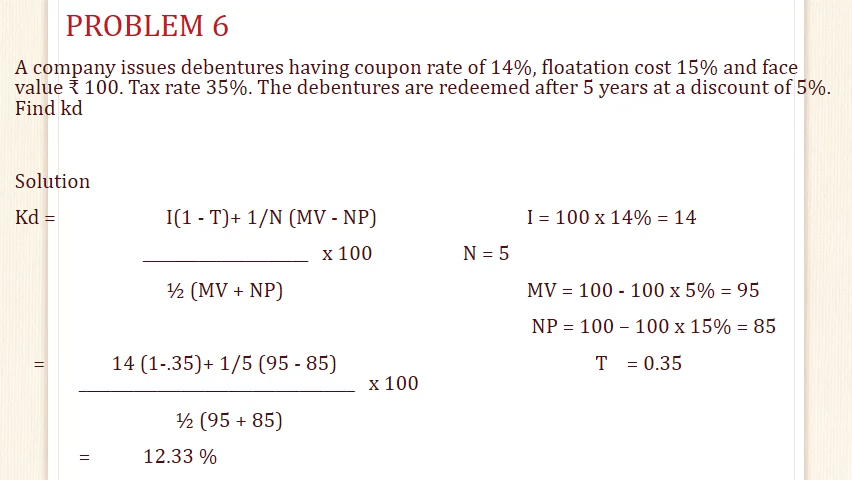 PROBLEM 6
A company issues debentures having coupon rate of 14%, floatation cost 15% and face
value ₹ 100. Tax rate 35%. The debentures are redeemed after 5 years at a discount of 5%.
Find kd
Solution
Kd = I(1 - T)+ 1/N (MV - NP) I = 100 x 14% = 14
____________________ x 100 N = 5
½ (MV + NP) MV = 100 - 100 x 5% = 95
NP = 100 – 100 x 15% = 85
= 14 (1-.35)+ 1/5 (95 - 85) T = 0.35
_________________________________ x 100
½ (95 + 85)
= 12.33 %